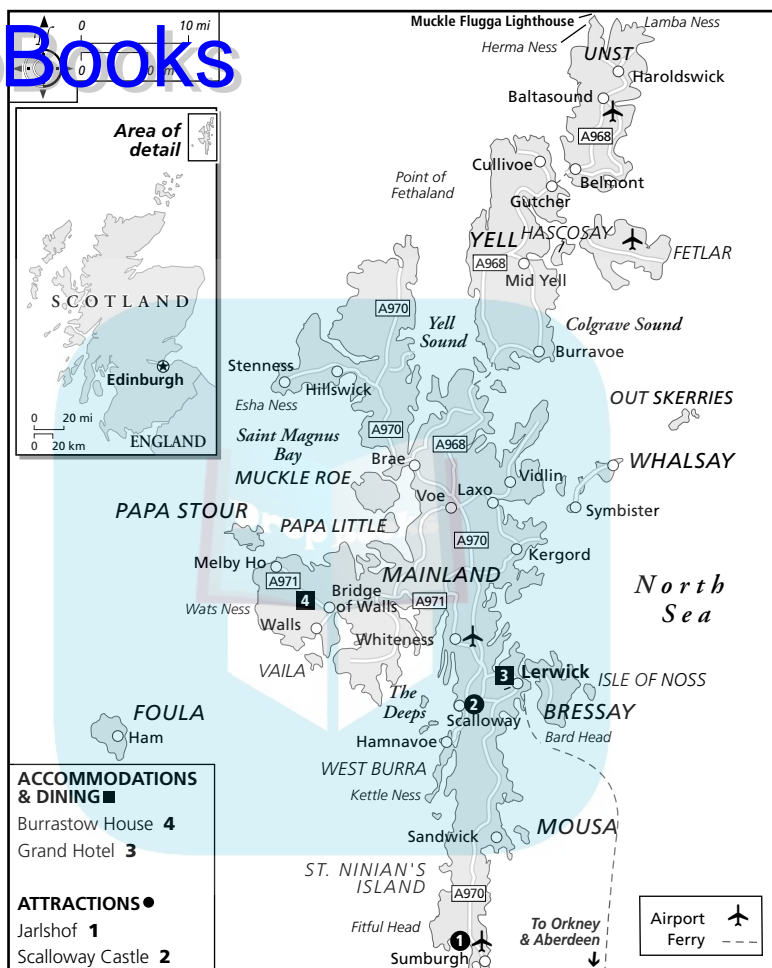 0 10 mi
0
Books
Muckle Flugga Lighthouse
Lamba Ness
Herma Ness
UNST
Haroldswick
Baltasound
A968
Area of
detail
SCOTLAND
Edinburgh
0 20 mi
0 20 km
ENGLAND
Cullivoe
Belmont
Point of
Fethaland
Gutcher
YELL
HASCOSAY
FETLAR
A968
Mid Yell
A970
Yell
Sound
Colgrave Sound
Burravoe
Stenness
Hillswick
Esha Ness
OUT SKERRIES
A970
Saint Magnus
Bay
A968
Brae
WHALSAY
MUCKLE ROE
Vidlin
Voe
Laxo
PAPA STOUR
PAPA LITTLE
Symbister
A970
Kergord
Melby Ho
A971
MAINLAND
North
Sea
4
Bridge
of Walls
A971
Wats Ness
Walls
Whiteness
VAILA
3
Lerwick
ISLE OF NOSS
The
Deeps
2
Scalloway
BRESSAY
FOULA
Ham
Hamnavoe
Bard Head
WEST BURRA
Kettle Ness
Sandwick
MOUSA
ST. NINIAN'S
ISLAND
A970
Fitful Head
1
Sumburgh
To Orkney
& Aberdeen
ACCOMMODATIONS
& DINING
Burrastow House 4
Grand Hotel 3
ATTRACTIONS
Jarlshof 1
Scalloway Castle 2
Airport
Ferry